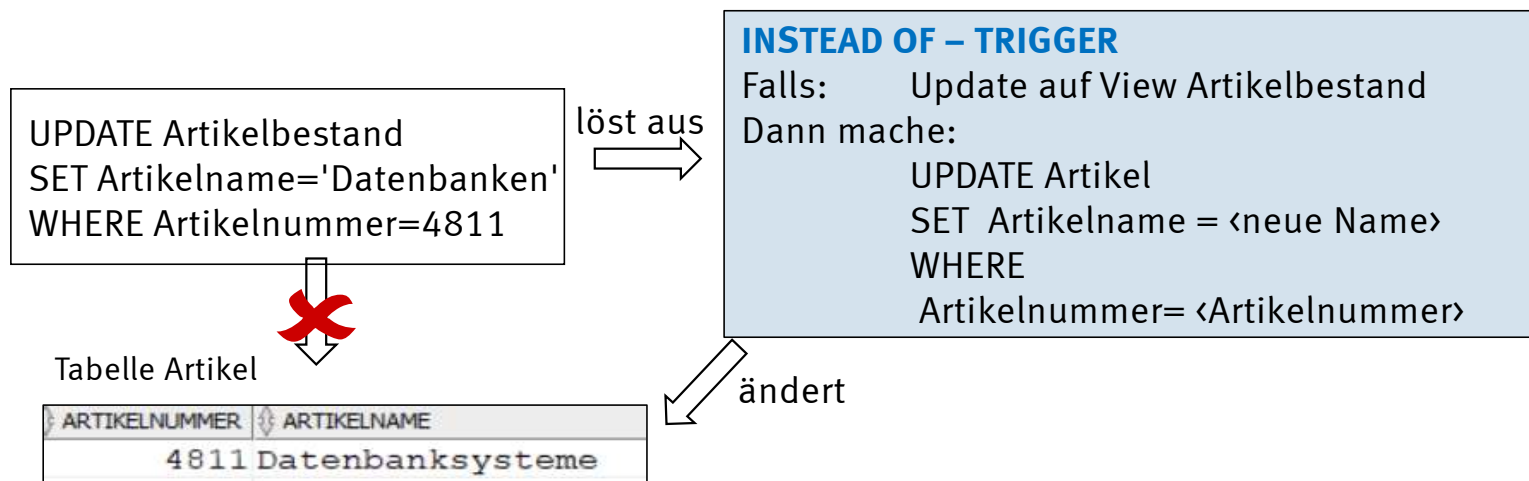 UPDATE Artikelbestand
SET Artikelname='Datenbanken'
WHERE Artikelnummer=4811
löst aus
INSTEAD OF – TRIGGER
Falls: Update auf View Artikelbestand
Dann mache:
UPDATE Artikel
SET Artikelname = <neue Name>
WHERE
Artikelnummer= <Artikelnummer>
ändert
Tabelle Artikel
ARTIKELNUMMER ARTIKELNAME
4811 Datenbanksysteme